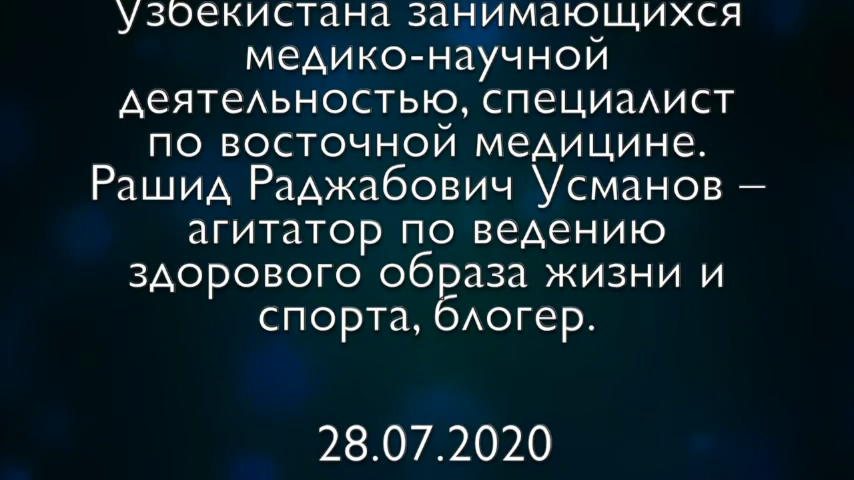 Узбекистана занимающихся
медико-научной
деятельностью, специалист
по восточной медицине.
Рашид Раджабович Усманов –
агитатор по ведению
здорового образа жизни и
спорта, блогер.
28.07.2020